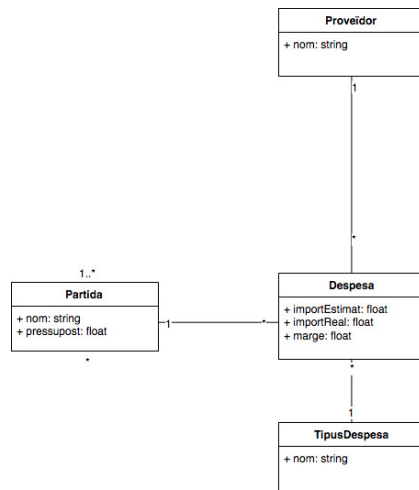 Proveïdor
+ nom: string
1
*
1..*
Partida
+ nom: string
+ pressupost: float
*
1
*
Despesa
+ importEstimat: float
+ importReal: float
+ marge: float
*
1
TipusDespesa
+ nom: string